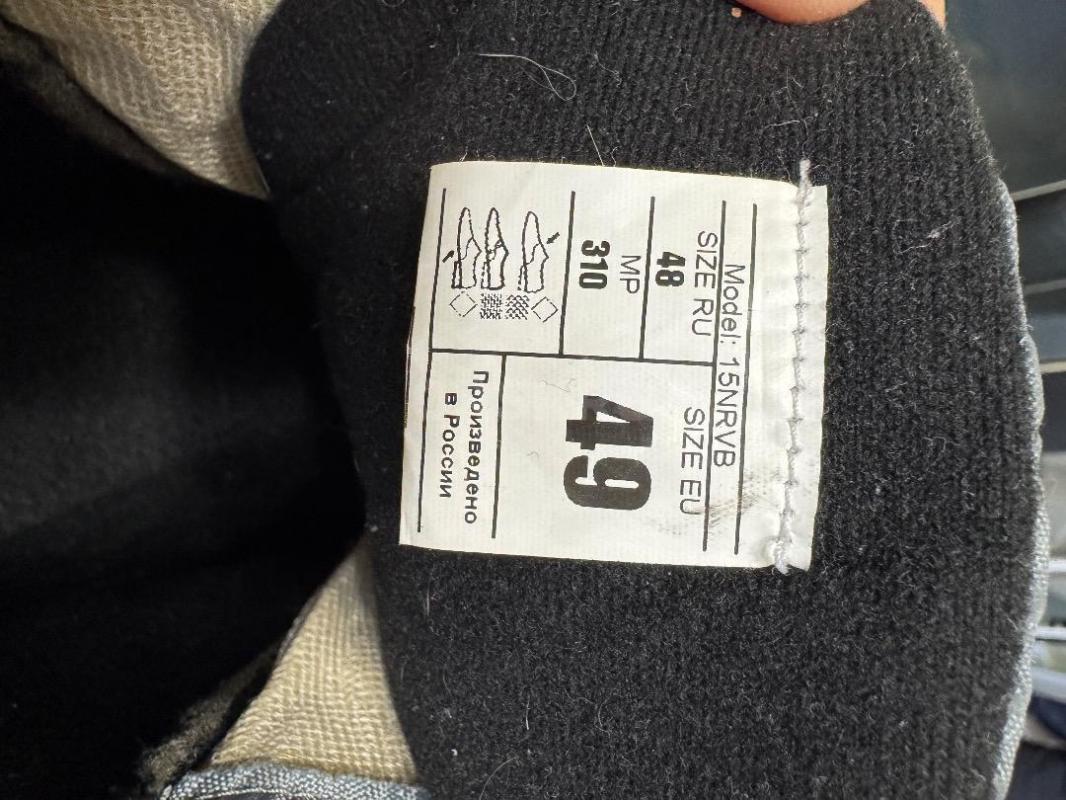 Model: 15NRVB
SIZE RU
48
MP
310
SIZE EU
49
Произведено
в России